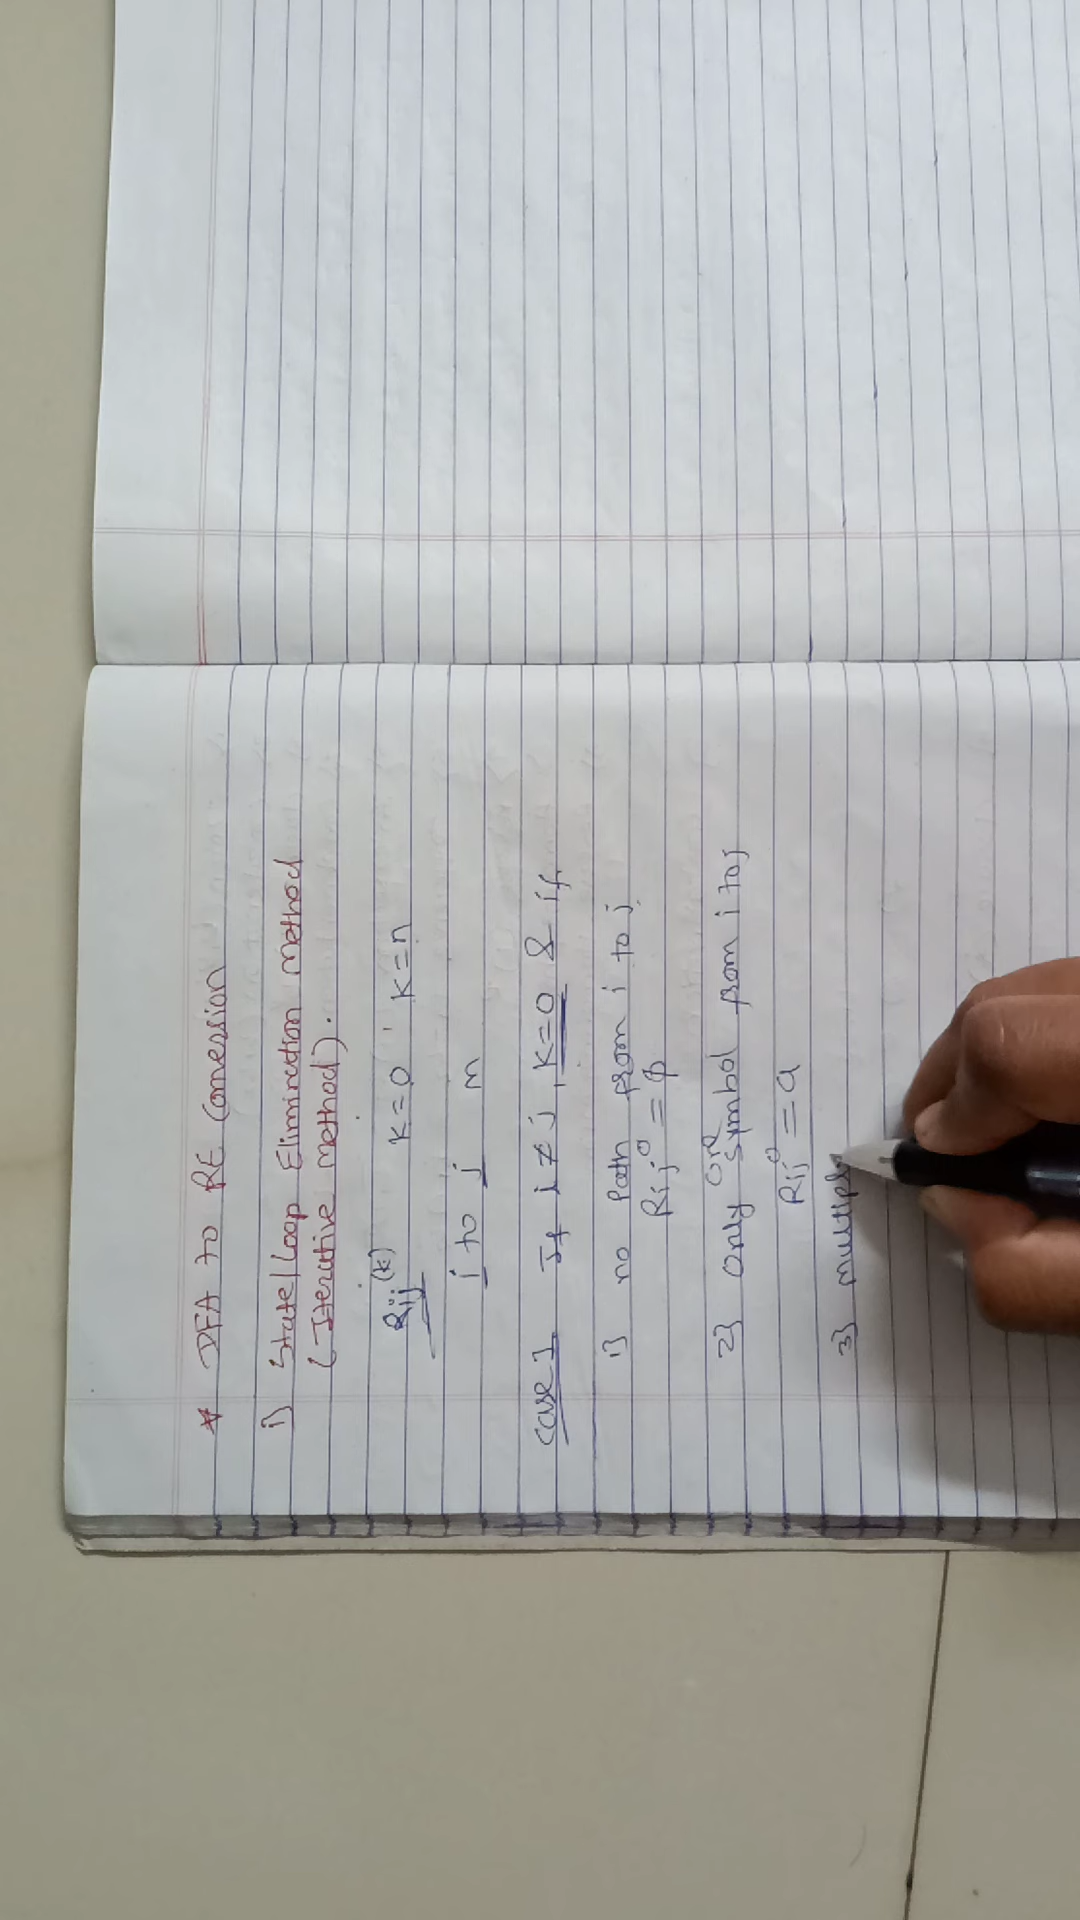 * DFA to RE Conversion
1) State/Loop Elimination Method
(Iterative method).
Rij(k) k=0, k=n
i to j m
Case 1 If i ≠ j, k=0 & if
1) no Path from i to j
Rij⁰ = ϕ
2) only one symbol from i to j
Rij⁰ = a
3) multiple